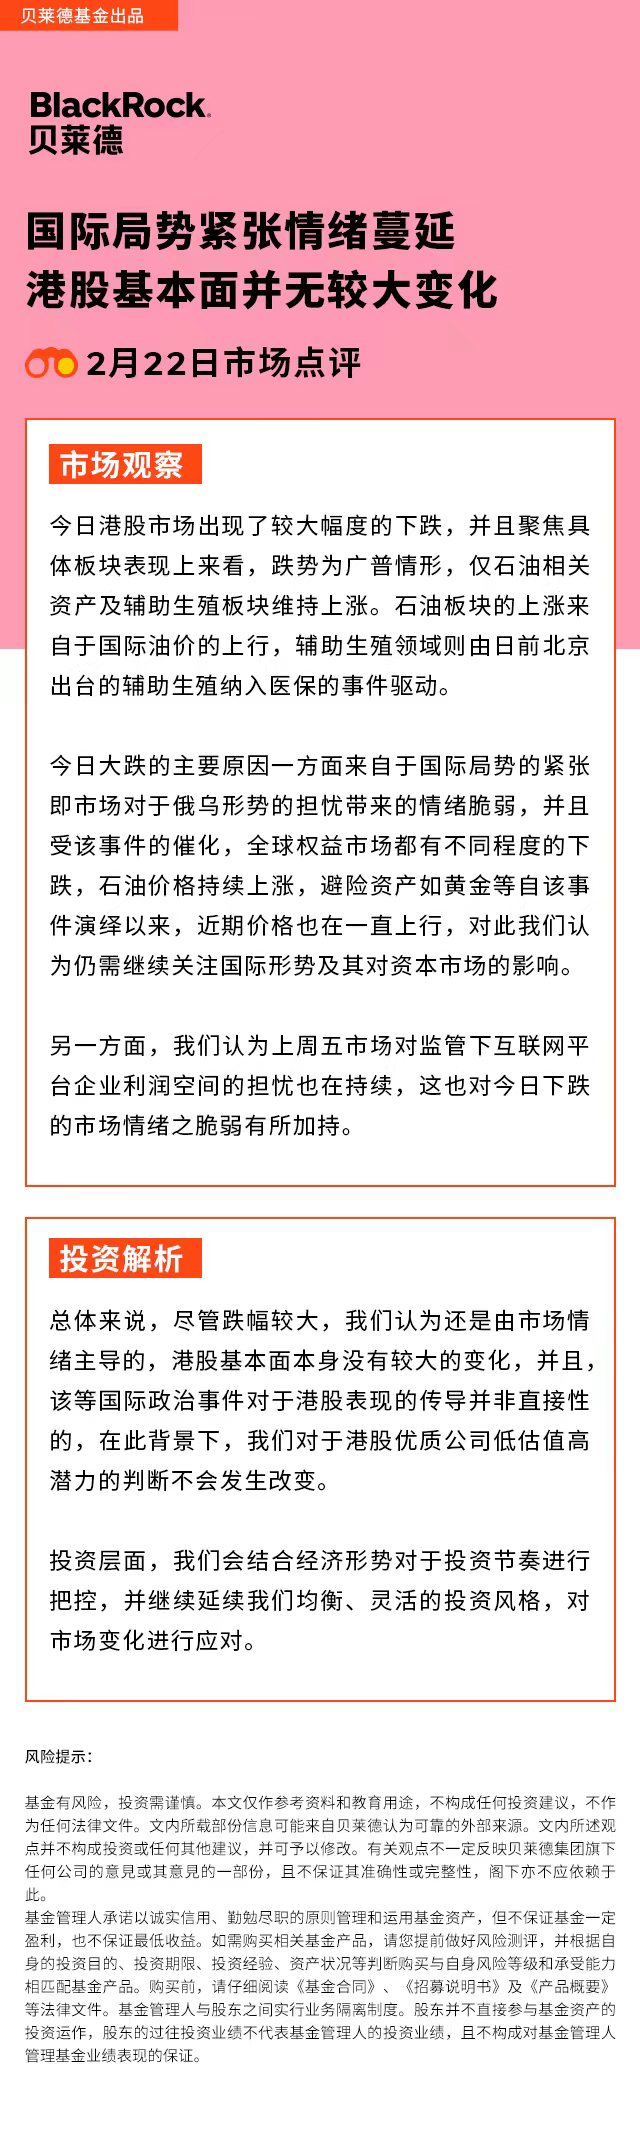 贝莱德基金出品
BlackRock.
贝莱德
国际局势紧张情绪蔓延
港股基本面并无较大变化
2月22日市场点评
市场观察
今日港股市场出现了较大幅度的下跌，并且聚焦具
体板块表现上来看，跌势为广普情形，仅石油相关
资产及辅助生殖板块维持上涨。石油板块的上涨来
自于国际油价的上行，辅助生殖领域则由日前北京
出台的辅助生殖纳入医保的事件驱动。
今日大跌的主要原因一方面来自于国际局势的紧张
即市场对于俄乌形势的担忧带来的情绪脆弱，并且
受该事件的催化，全球权益市场都有不同程度的下
跌，石油价格持续上涨，避险资产如黄金等自该事
件演绎以来，近期价格也在一直上行，对此我们认
为仍需继续关注国际形势及其对资本市场的影响。
另一方面，我们认为上周五市场对监管下互联网平
台企业利润空间的担忧也在持续，这也对今日下跌
的市场情绪之脆弱有所加持。
投资解析
总体来说，尽管跌幅较大，我们认为还是由市场情
绪主导的，港股基本面本身没有较大的变化，并且，
该等国际政治事件对于港股表现的传导并非直接性
的，在此背景下，我们对于港股优质公司低估值高
潜力的判断不会发生改变。
投资层面，我们会结合经济形势对于投资节奏进行
把控，并继续延续我们均衡、灵活的投资风格，对
市场变化进行应对。
风险提示：
基金有风险，投资需谨慎。本文仅作参考资料和教育用途，不构成任何投资建议，不作
为任何法律文件。文内所载部份信息可能来自贝莱德认为可靠的外部来源。文内所述观
点并不构成投资或任何其他建议，并可予以修改。有关观点不一定反映贝莱德集团旗下
任何公司的意见或其意见的一部份，且不保证其准确性或完整性，阁下亦不应依赖于
此。
基金管理人承诺以诚实信用、勤勉尽职的原则管理和运用基金资产，但不保证基金一定
盈利，也不保证最低收益。如需购买相关基金产品，请您提前做好风险测评，并根据自
身的投资目的、投资期限、投资经验、资产状况等判断购买与自身风险等级和承受能力
相匹配基金产品。购买前，请仔细阅读《基金合同》、《招募说明书》及《产品概要》
等法律文件。基金管理人与股东之间实行业务隔离制度。股东并不直接参与基金资产的
投资运作，股东的过往投资业绩不代表基金管理人的投资业绩，且不构成对基金管理人
管理基金业绩表现的保证。